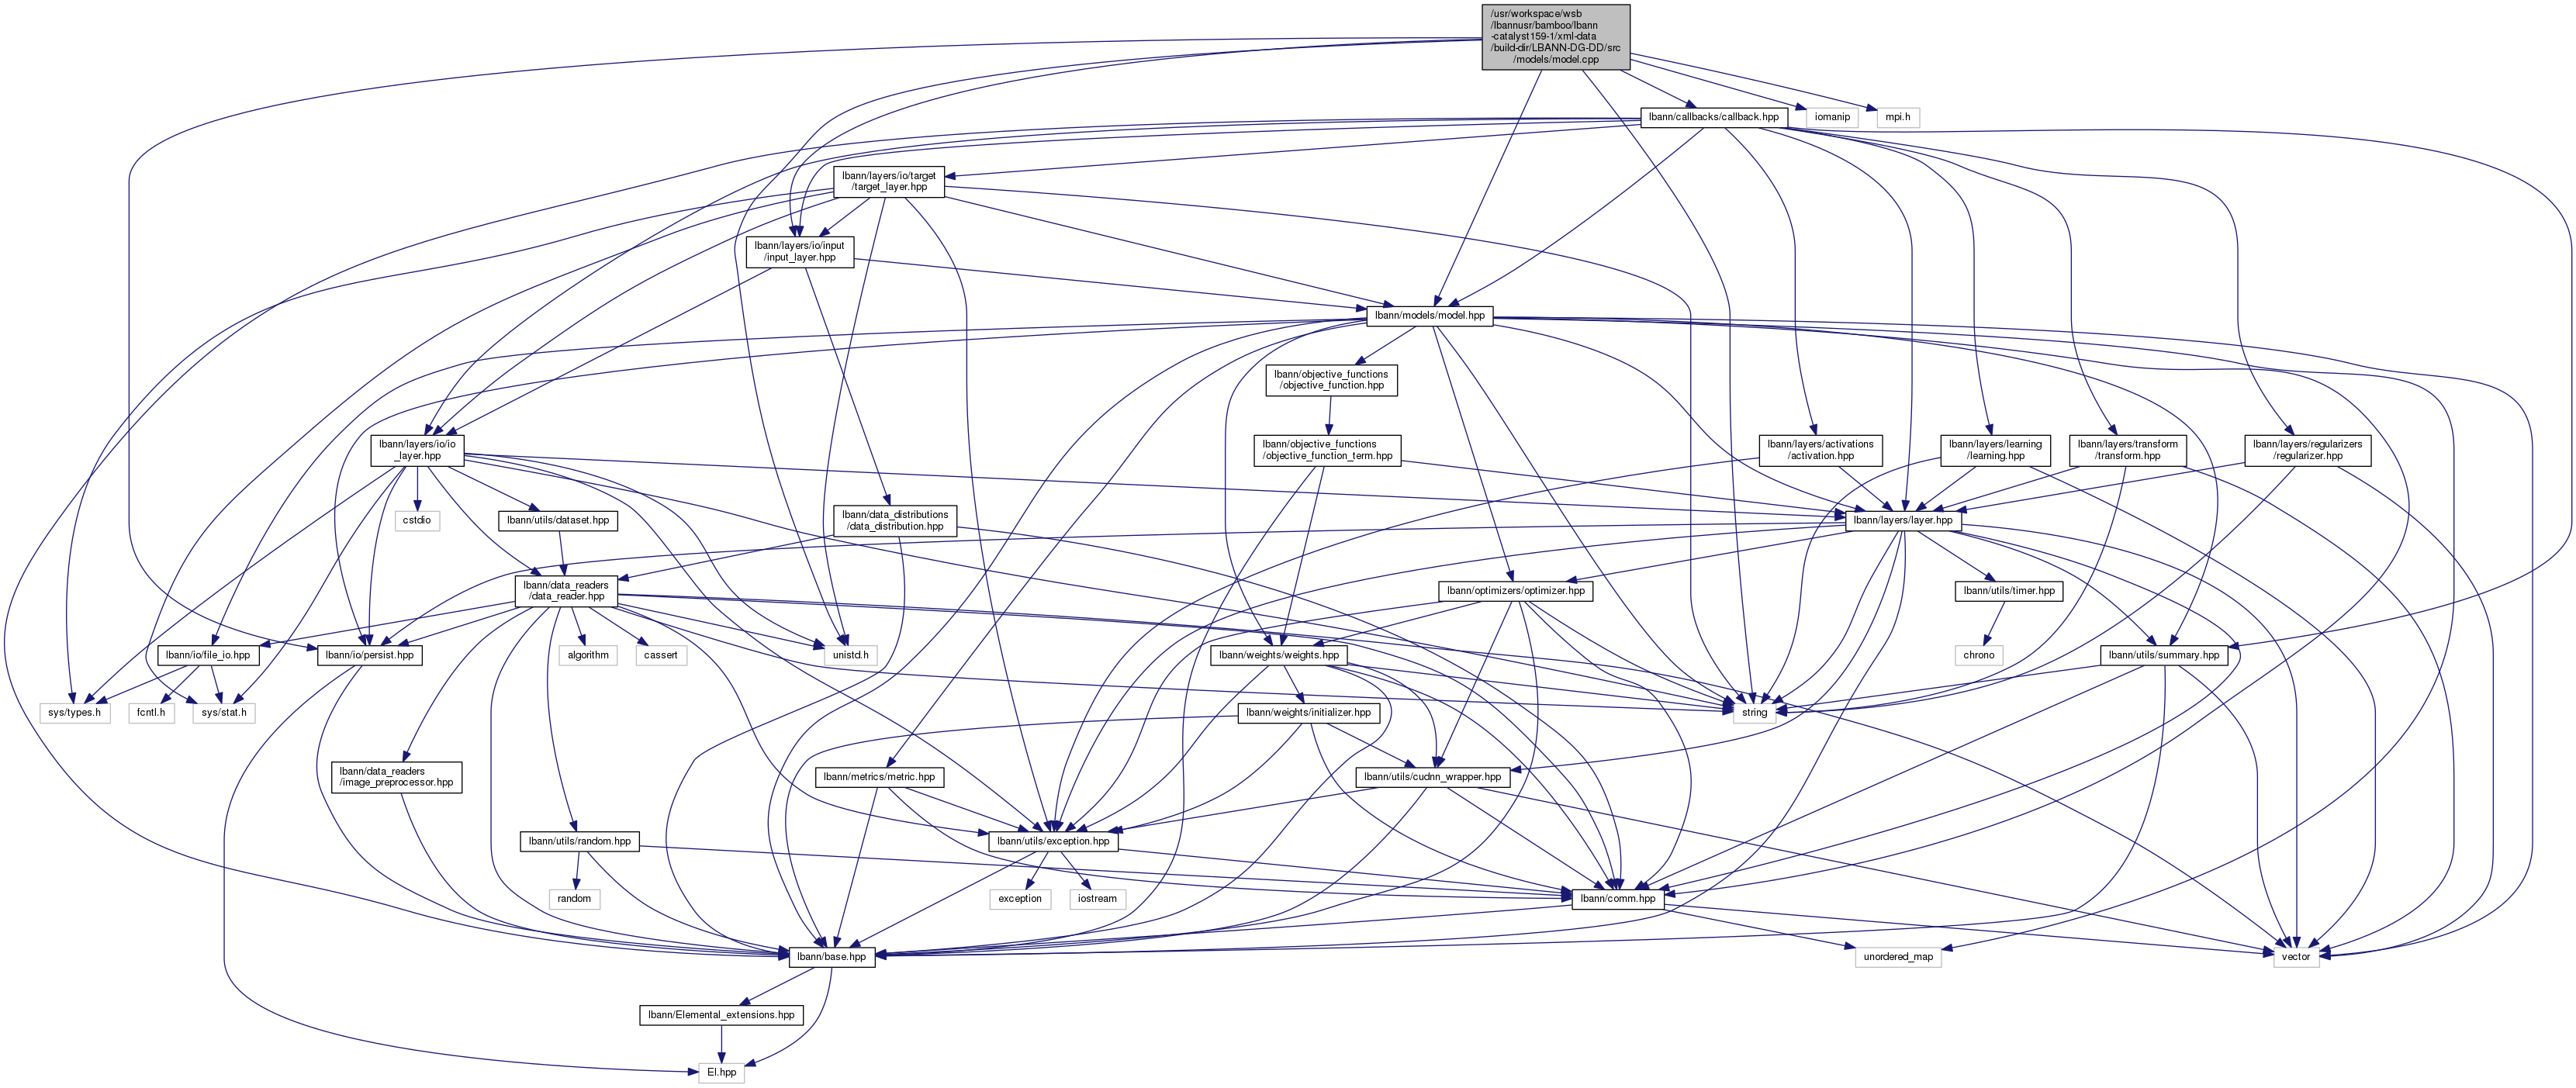 /usr/workspace/wsb
/lbannusr/bamboo/lbann
-catalyst159-1/xml-data
/build-dir/LBANN-DG-DD/src
/models/model.cpp
lbann/callbacks/callback.hpp
iomanip
mpi.h
lbann/layers/io/target
/target_layer.hpp
lbann/layers/io/input
/input_layer.hpp
lbann/models/model.hpp
lbann/objective_functions
/objective_function.hpp
lbann/layers/io/io
_layer.hpp
lbann/objective_functions
/objective_function_term.hpp
lbann/layers/activations
/activation.hpp
lbann/layers/learning
/learning.hpp
lbann/layers/transform
/transform.hpp
lbann/layers/regularizers
/regularizer.hpp
cstdio
lbann/utils/dataset.hpp
lbann/data_distributions
/data_distribution.hpp
lbann/layers/layer.hpp
lbann/data_readers
/data_reader.hpp
lbann/optimizers/optimizer.hpp
lbann/utils/timer.hpp
lbann/io/file_io.hpp
lbann/io/persist.hpp
algorithm
cassert
unistd.h
lbann/weights/weights.hpp
chrono
lbann/utils/summary.hpp
sys/types.h
fcntl.h
sys/stat.h
lbann/weights/initializer.hpp
string
lbann/data_readers
/image_preprocessor.hpp
lbann/metrics/metric.hpp
lbann/utils/cudnn_wrapper.hpp
lbann/utils/random.hpp
lbann/utils/exception.hpp
random
exception
iostream
lbann/comm.hpp
lbann/base.hpp
unordered_map
vector
lbann/Elemental_extensions.hpp
El.hpp